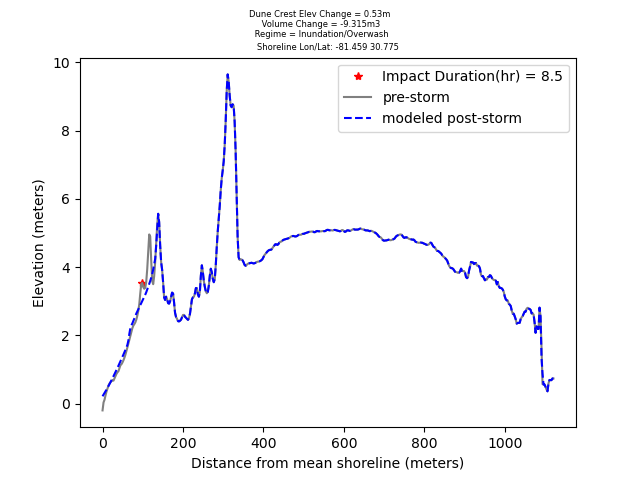 Dune Crest Elev Change = 0.53m
Volume Change = -9.315m3
Regime = Inundation/Overwash
Shoreline Lon/Lat: -81.459 30.775
Impact Duration(hr) = 8.5
pre-storm
modeled post-storm
10
8
6
4
2
0
Elevation (meters)
0 200 400 600 800 1000
Distance from mean shoreline (meters)